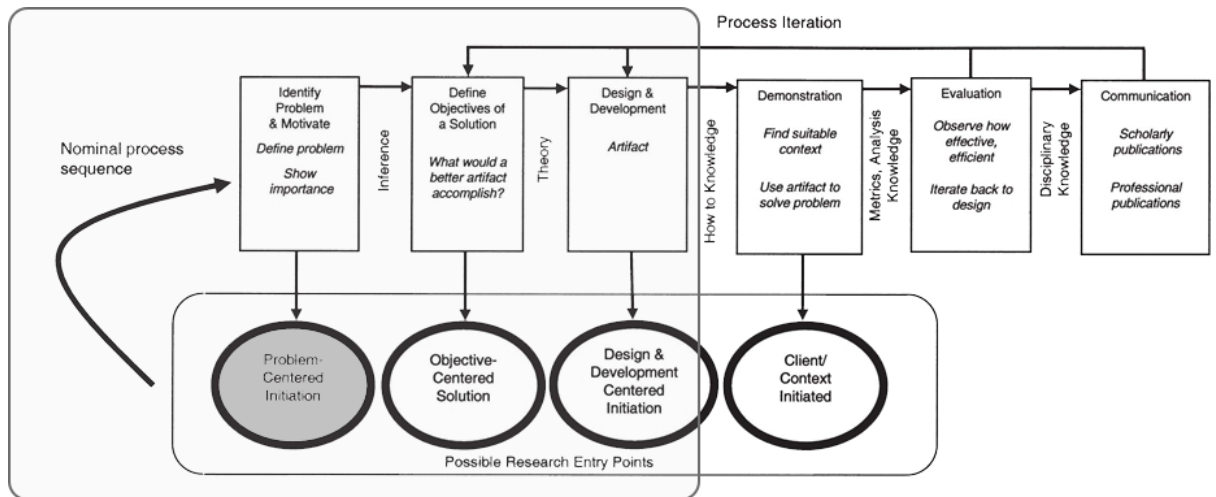 Process Iteration
Nominal process
sequence
Identify
Problem
& Motivate
Define problem
Show
importance
Inference
Define
Objectives of
a Solution
What would a
better artifact
accomplish?
Theory
Design &
Development
Artifact
How to Knowledge
Demonstration
Find suitable
context
Use artifact to
solve problem
Metrics, Analysis
Knowledge
Evaluation
Observe how
effective,
efficient
Iterate back to
design
Disciplinary
Knowledge
Communication
Scholarly
publications
Professional
publications
Problem-
Centered
Initiation
Objective-
Centered
Solution
Design &
Development
Centered
Initiation
Client/
Context
Initiated
Possible Research Entry Points